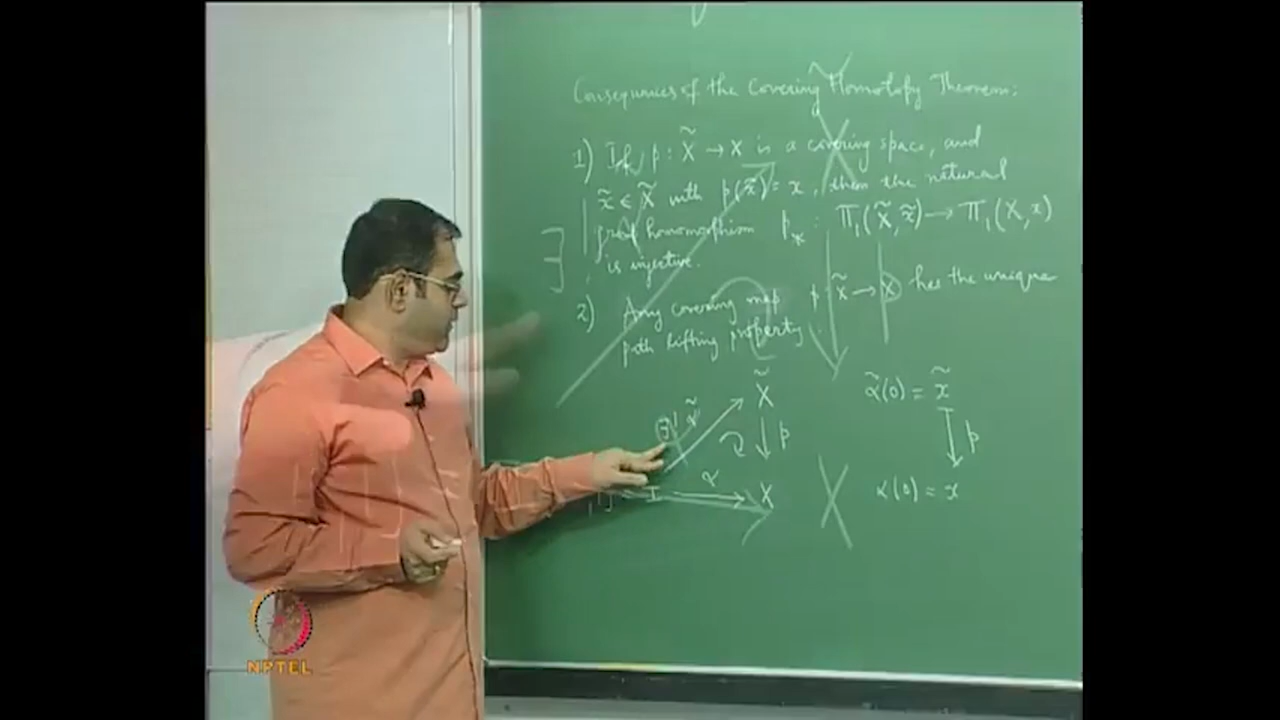 Consequences of the Covering Homotopy Theorem:
1) If p : X̃ → X is a covering space, and
x̃ ∈ X̃ with p(x̃) = x, then the natural
homomorphism p_* : Π₁(X̃, x̃) → Π₁(X, x)
is injective.
2) Any covering map p : X̃ → X has the unique
path lifting property.
X̃
∃! α̃
p
I α X
α̃(0) = x̃
p
α(0) = x
NPTEL